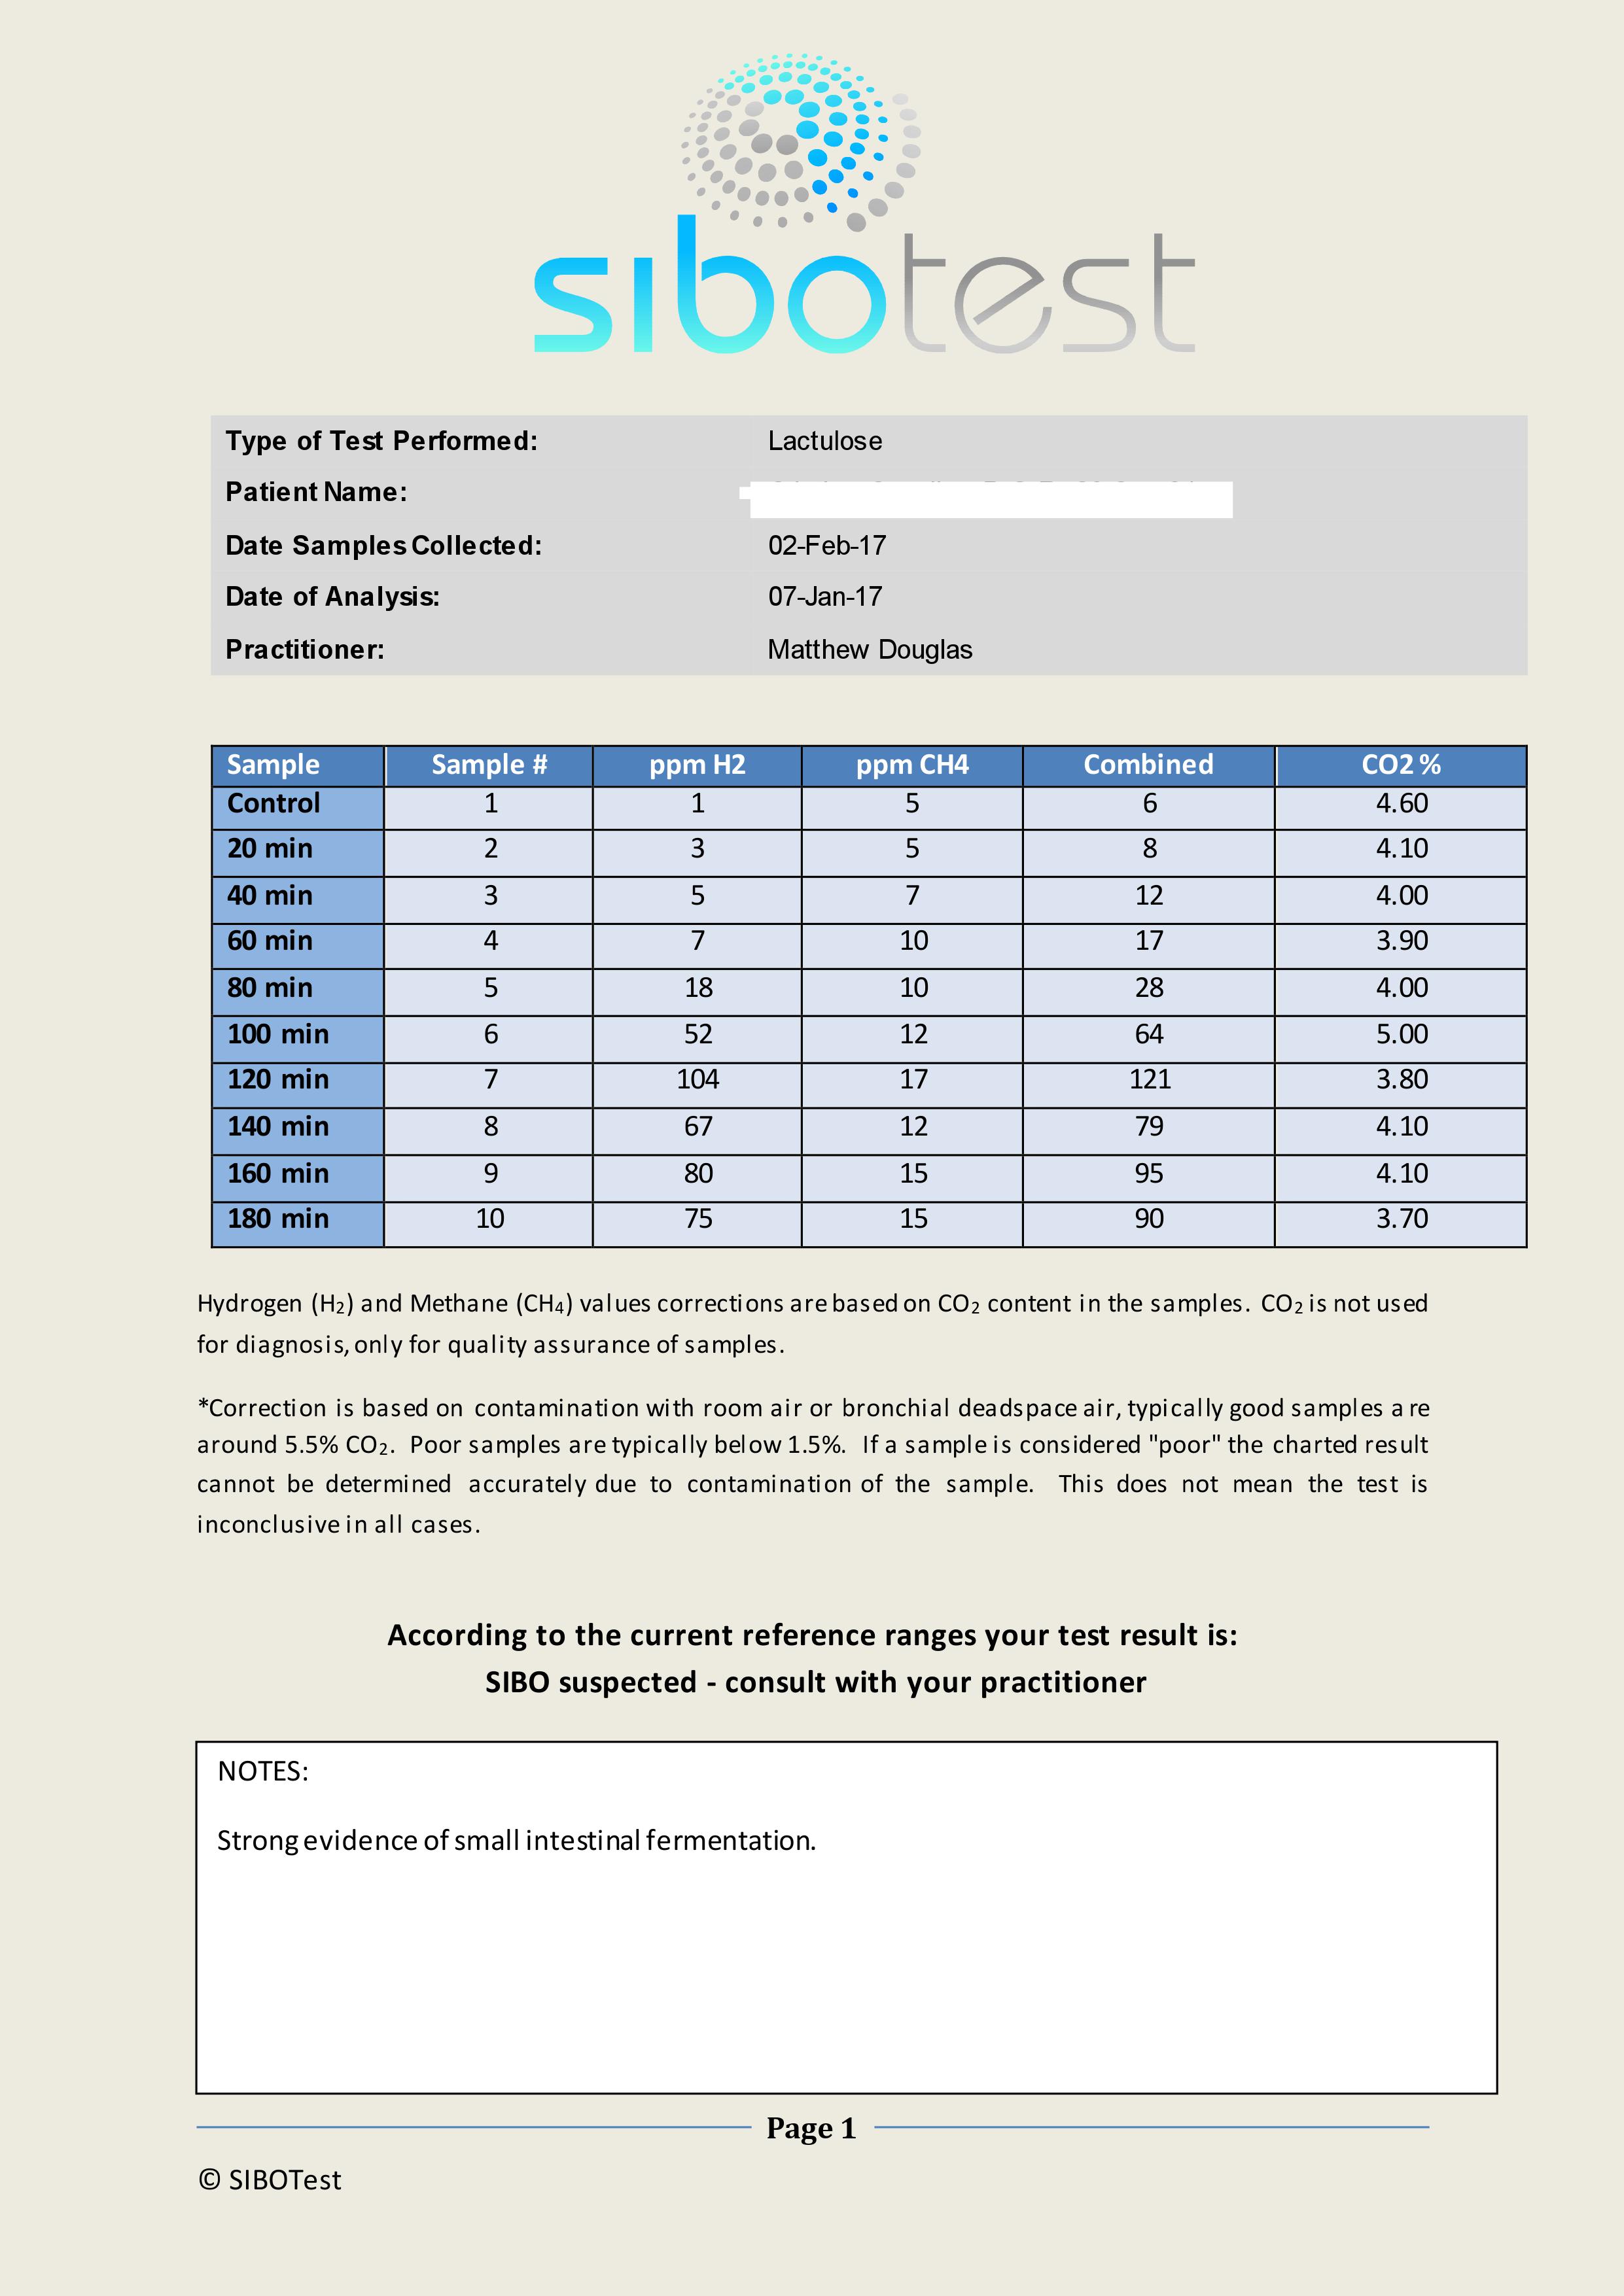 sibotest
Type of Test Performed: Lactulose
Patient Name:
Date Samples Collected: 02-Feb-17
Date of Analysis: 07-Jan-17
Practitioner: Matthew Douglas
Sample Sample # ppm H2 ppm CH4 Combined CO2 %
Control 1 1 5 6 4.60
20 min 2 3 5 8 4.10
40 min 3 5 7 12 4.00
60 min 4 7 10 17 3.90
80 min 5 18 10 28 4.00
100 min 6 52 12 64 5.00
120 min 7 104 17 121 3.80
140 min 8 67 12 79 4.10
160 min 9 80 15 95 4.10
180 min 10 75 15 90 3.70
Hydrogen (H₂) and Methane (CH₄) values corrections are based on CO₂ content in the samples. CO₂ is not used
for diagnosis, only for quality assurance of samples.
*Correction is based on contamination with room air or bronchial deadspace air, typically good samples are
around 5.5% CO₂. Poor samples are typically below 1.5%. If a sample is considered "poor" the charted result
cannot be determined accurately due to contamination of the sample. This does not mean the test is
inconclusive in all cases.
According to the current reference ranges your test result is:
SIBO suspected - consult with your practitioner
NOTES:
Strong evidence of small intestinal fermentation.
Page 1
© SIBOTest